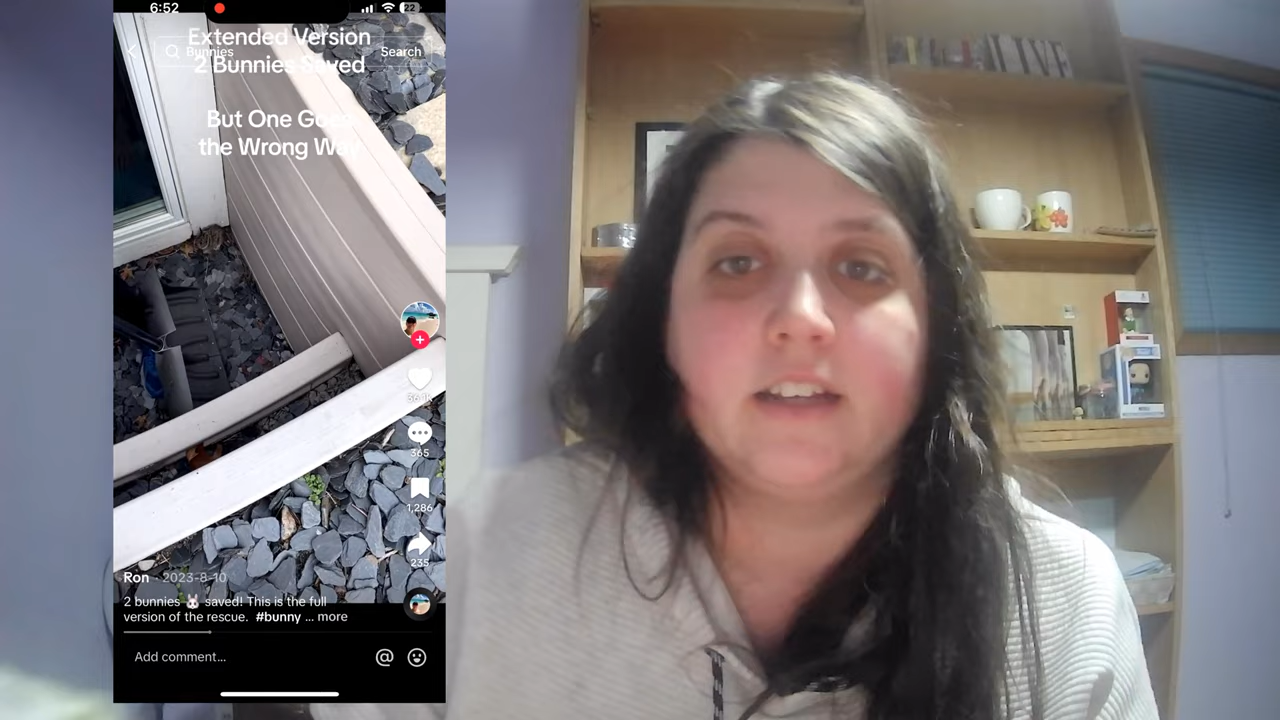 6:52
22
Extended Version
Bunnies
Search
2 Bunnies Saved
But One Goes
the Wrong Way
365
1,286
235
Ron · 2023-8-10
2 bunnies 🐰 saved! This is the full
version of the rescue. #bunny ... more
Add comment...
LIVE